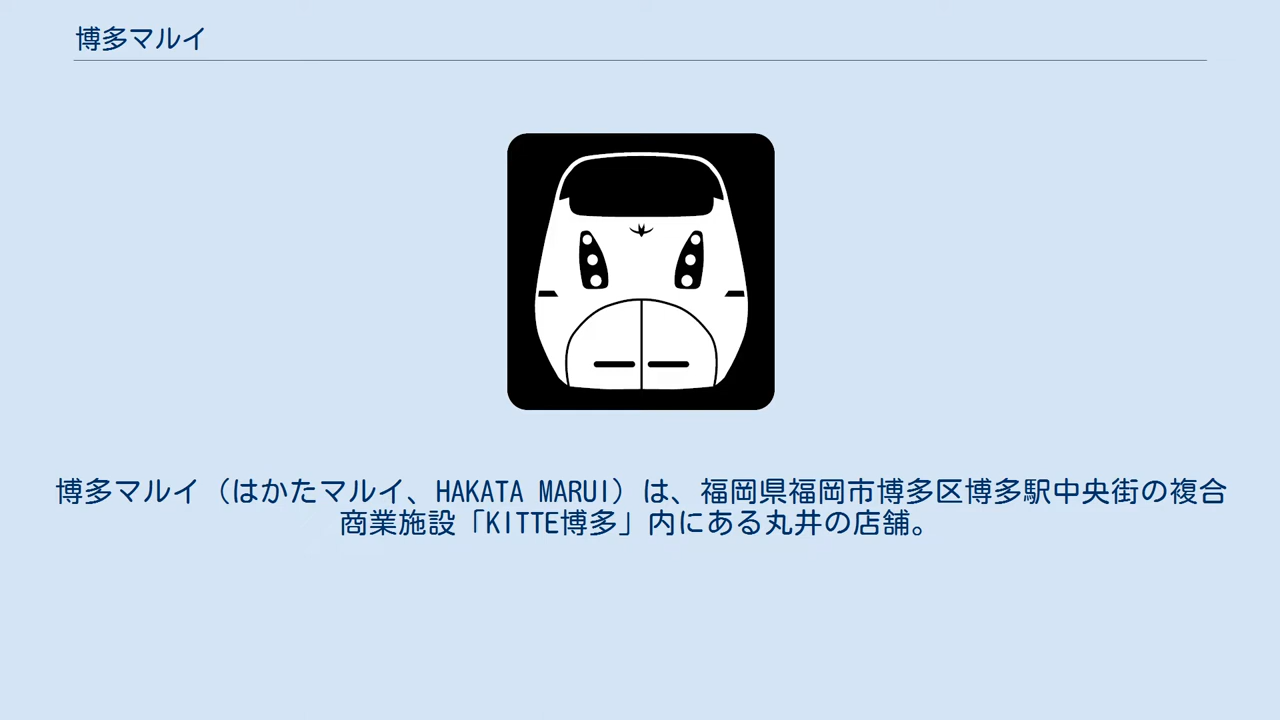 博多マルイ
博多マルイ（はかたマルイ、HAKATA MARUI）は、福岡県福岡市博多区博多駅中央街の複合
商業施設「KITTE博多」内にある丸井の店舗。